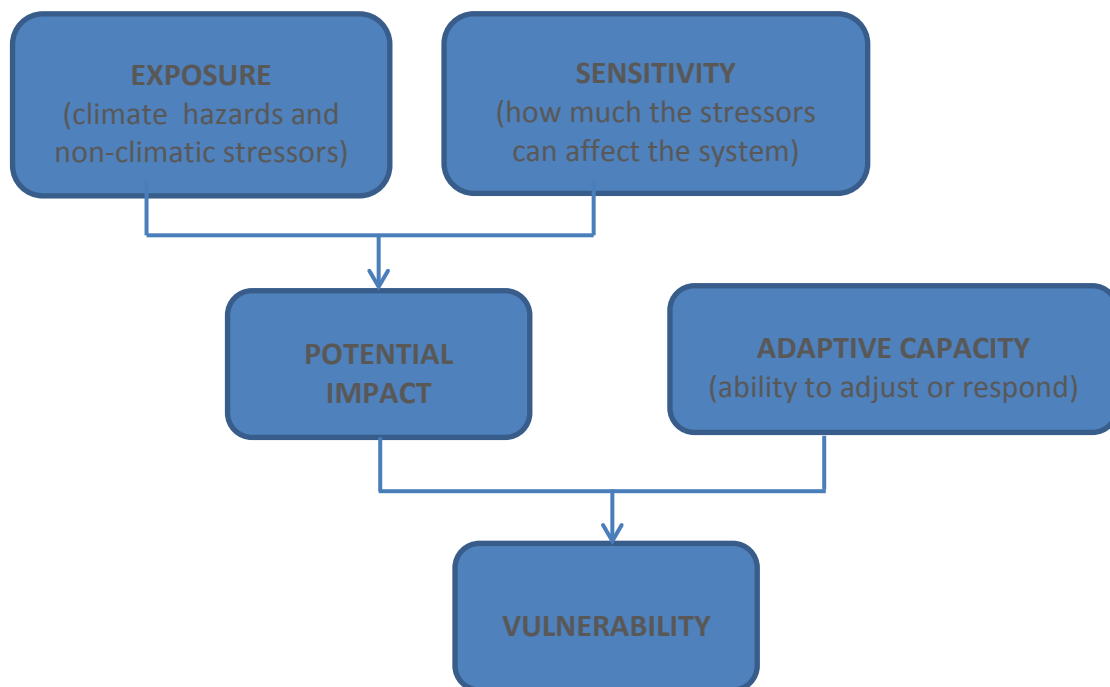 EXPOSURE
(climate  hazards and
non-climatic stressors)
SENSITIVITY
(how much the stressors
can affect the system)
POTENTIAL
IMPACT
ADAPTIVE CAPACITY
(ability to adjust or respond)
VULNERABILITY